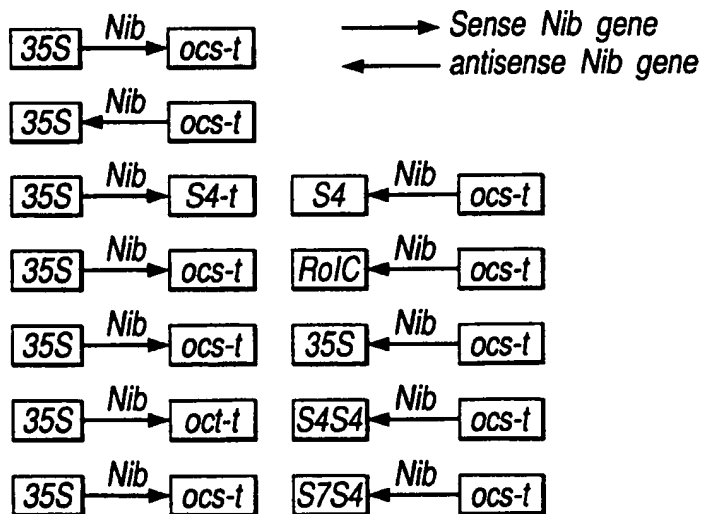 35S Nib ocs-t Sense Nib gene
antisense Nib gene
35S Nib ocs-t
35S Nib S4-t S4 Nib ocs-t
35S Nib ocs-t RolC Nib ocs-t
35S Nib ocs-t 35S Nib ocs-t
35S Nib oct-t S4S4 Nib ocs-t
35S Nib ocs-t S7S4 Nib ocs-t